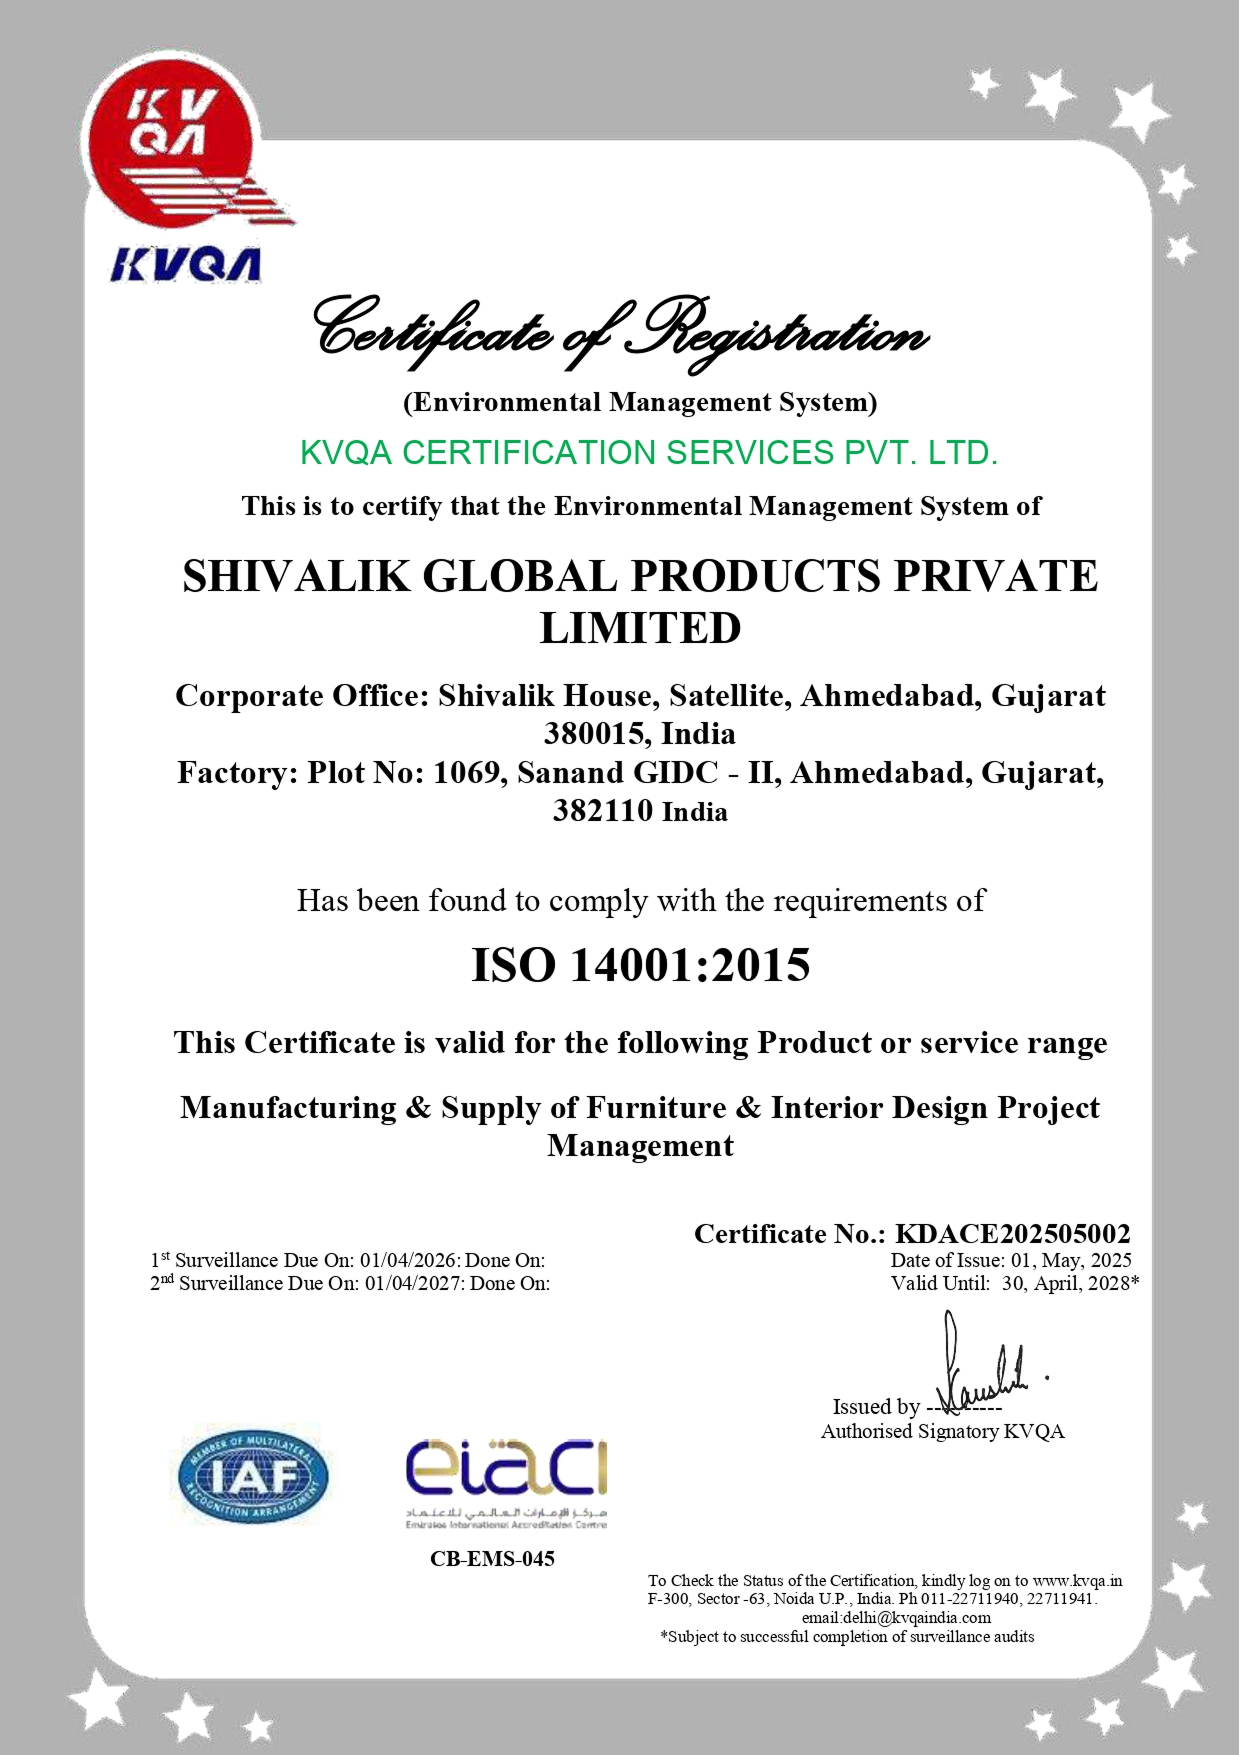 KV
QA
KVQA
Certificate of Registration
(Environmental Management System)
KVQA CERTIFICATION SERVICES PVT. LTD.
This is to certify that the Environmental Management System of
SHIVALIK GLOBAL PRODUCTS PRIVATE
LIMITED
Corporate Office: Shivalik House, Satellite, Ahmedabad, Gujarat
380015, India
Factory: Plot No: 1069, Sanand GIDC - II, Ahmedabad, Gujarat,
382110 India
Has been found to comply with the requirements of
ISO 14001:2015
This Certificate is valid for the following Product or service range
Manufacturing & Supply of Furniture & Interior Design Project
Management
Certificate No.: KDACE202505002
1st Surveillance Due On: 01/04/2026: Done On:
Date of Issue: 01, May, 2025
2nd Surveillance Due On: 01/04/2027: Done On:
Valid Until: 30, April, 2028*
Kaushik
Issued by ----------
Authorised Signatory KVQA
MEMBER OF MULTILATERAL
IAF
RECOGNITION ARRANGEMENT
eiac
مركز الإمارات العالمي للاعتماد
Emirates International Accreditation Centre
CB-EMS-045
To Check the Status of the Certification, kindly log on to www.kvqa.in
F-300, Sector -63, Noida U.P., India. Ph 011-22711940, 22711941.
email:delhi@kvqaindia.com
*Subject to successful completion of surveillance audits